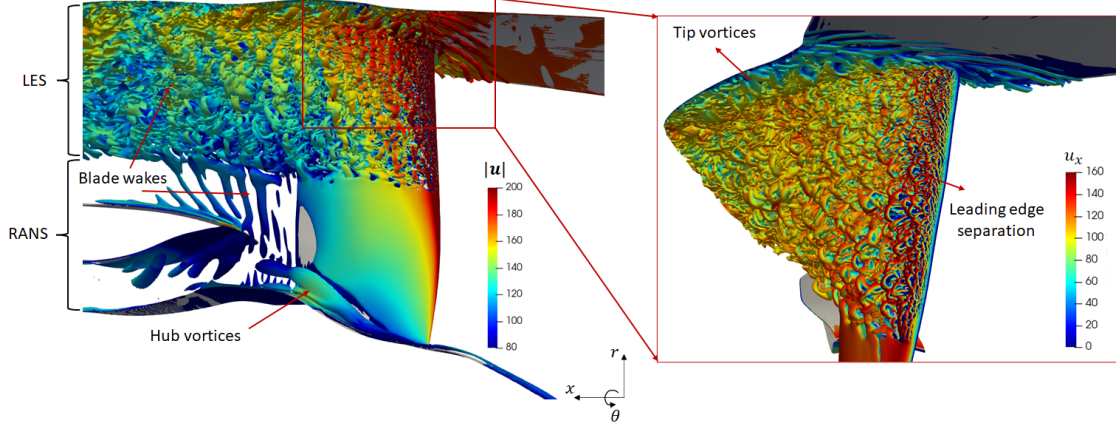 Tip vortices
LES
|u|
200
180
160
140
120
100
80
Blade wakes
RANS
Hub vortices
r
x
θ
u_x
160
140
120
100
80
60
40
20
0
Leading edge
separation